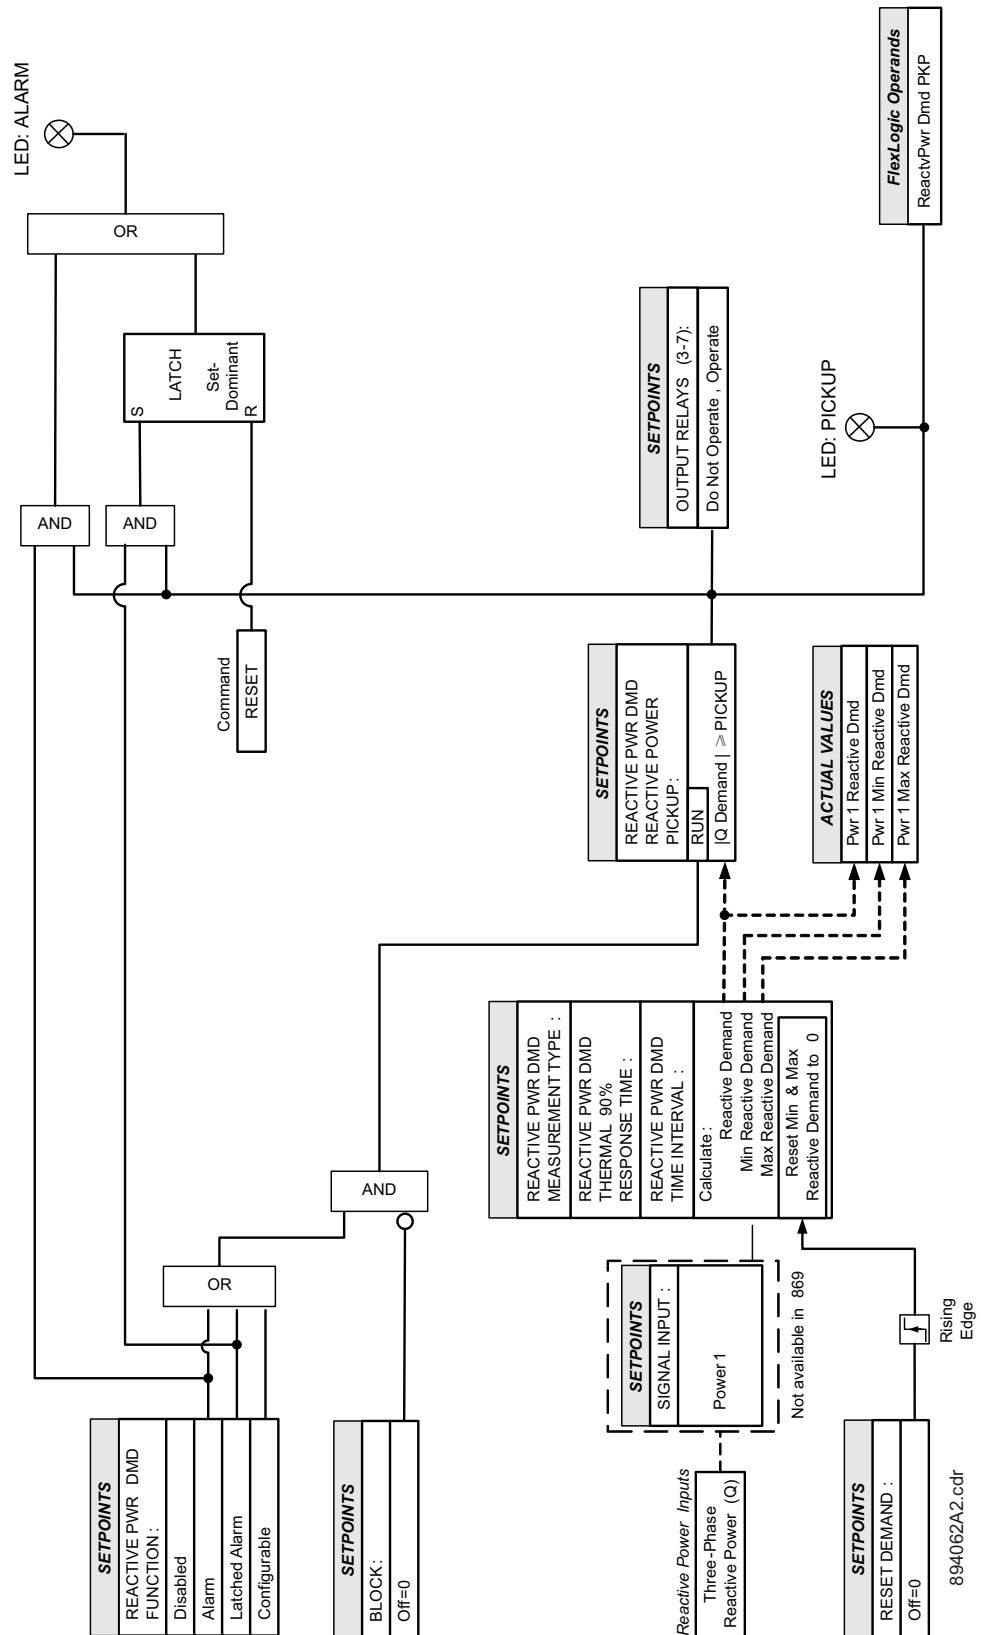 SETPOINTS
REACTIVE PWR DMD
FUNCTION :
Disabled
Alarm
Latched Alarm
Configurable
SETPOINTS
BLOCK :
Off=0
Reactive Power Inputs
Three-Phase
Reactive Power (Q)
SETPOINTS
RESET DEMAND :
Off=0
894062A2.cdr
OR
AND
SETPOINTS
SIGNAL INPUT :
Power 1
Not available in 869
Rising
Edge
SETPOINTS
REACTIVE PWR DMD
MEASUREMENT TYPE :
REACTIVE PWR DMD
THERMAL 90%
RESPONSE TIME :
REACTIVE PWR DMD
TIME INTERVAL :
Calculate :
Reactive Demand
Min Reactive Demand
Max Reactive Demand
Reset Min & Max
Reactive Demand to 0
SETPOINTS
REACTIVE PWR DMD
REACTIVE POWER
PICKUP :
RUN
|Q Demand | ⩾ PICKUP
ACTUAL VALUES
Pwr 1 Reactive Dmd
Pwr 1 Min Reactive Dmd
Pwr 1 Max Reactive Dmd
Command
RESET
AND
AND
S
LATCH
Set-
Dominant
R
OR
LED: ALARM
SETPOINTS
OUTPUT RELAYS (3-7):
Do Not Operate , Operate
LED: PICKUP
FlexLogic Operands
ReactvPwr Dmd PKP